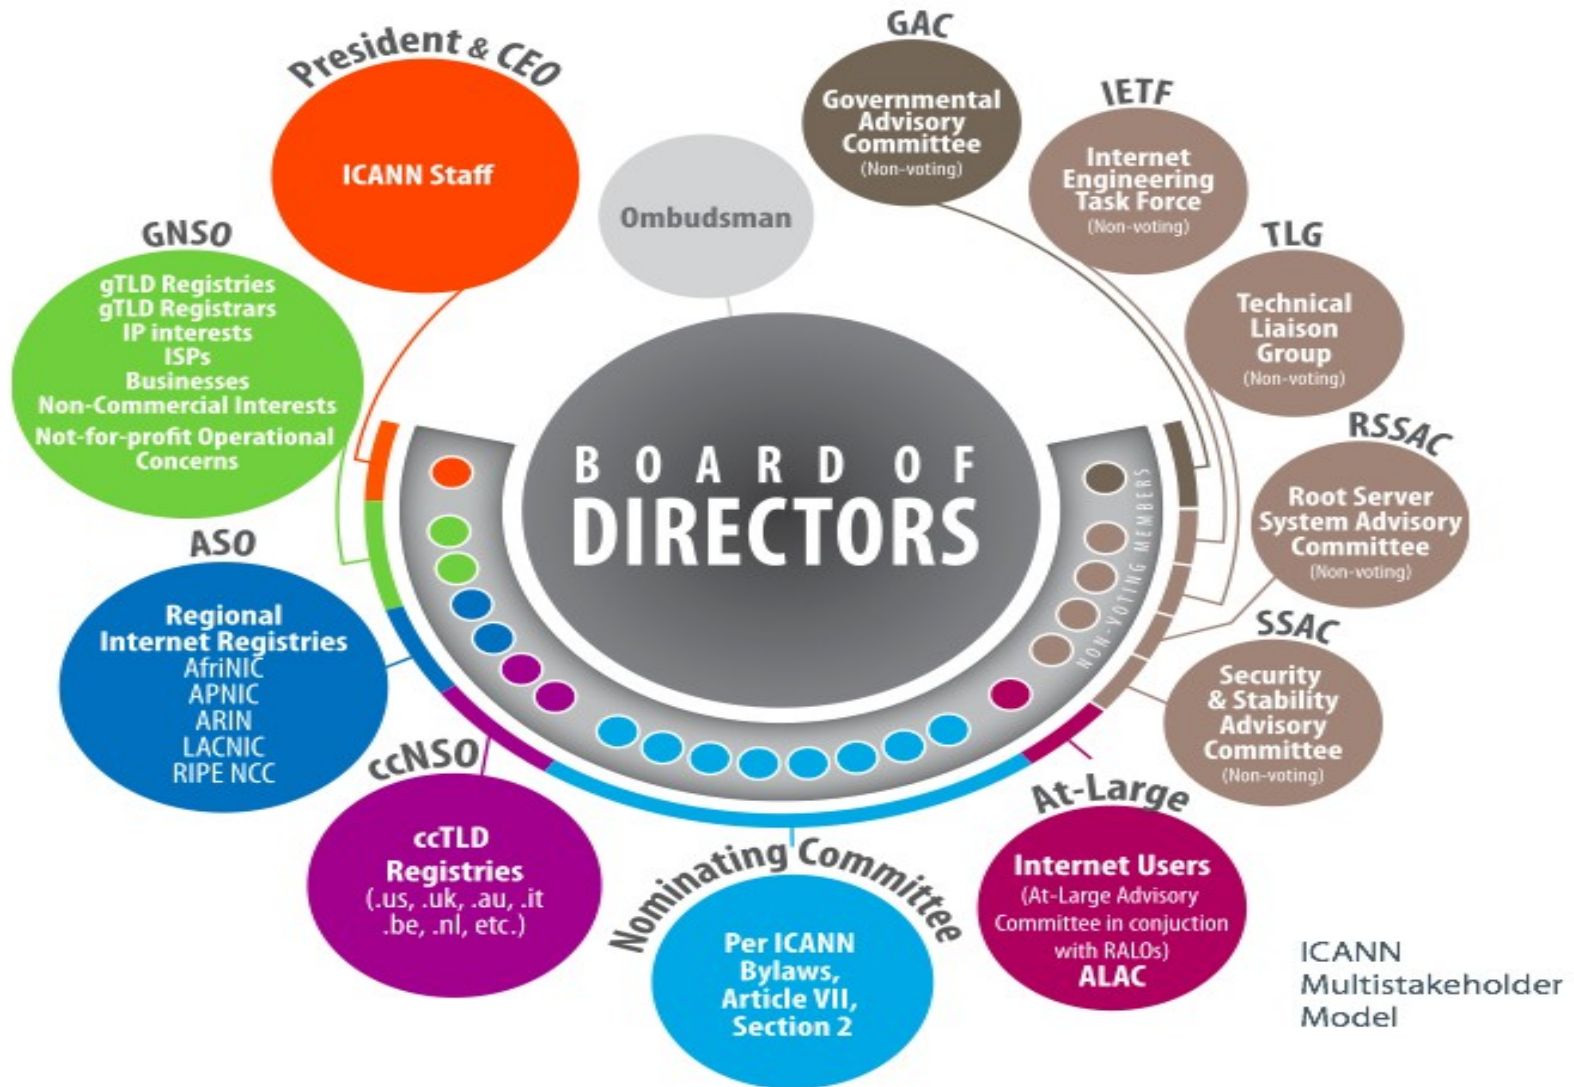 President & CEO
ICANN Staff
Ombudsman
GAC
Governmental
Advisory
Committee
(Non-voting)
IETF
Internet
Engineering
Task Force
(Non-voting)
TLG
Technical
Liaison
Group
(Non-voting)
RSSAC
Root Server
System Advisory
Committee
(Non-voting)
SSAC
Security
& Stability
Advisory
Committee
(Non-voting)
GNSO
gTLD Registries
gTLD Registrars
IP interests
ISPs
Businesses
Non-Commercial Interests
Not-for-profit Operational
Concerns
BOARD OF
DIRECTORS
NON-VOTING MEMBERS
ASO
Regional
Internet Registries
AfriNIC
APNIC
ARIN
LACNIC
RIPE NCC
ccNSO
ccTLD
Registries
(.us, .uk, .au, .it
.be, .nl, etc.)
Nominating Committee
Per ICANN
Bylaws,
Article VII,
Section 2
At-Large
Internet Users
(At-Large Advisory
Committee in conjuction
with RALOs)
ALAC
ICANN
Multistakeholder
Model